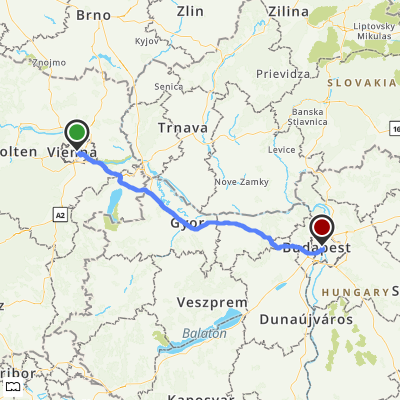 Brno
Zlin
Zilina
Liptovsky
Mikulas
Kyjov
Znojmo
Prievidza
Senica
SLOVAKIA
Banska
Stiavnica
Trnava
16
olten
Vienna
Levice
Nove Zamky
A2
Gyor
Budapest
HUNGARY
S
Veszprem
Dunaújváros
Balaton
ribor
Kaposvar